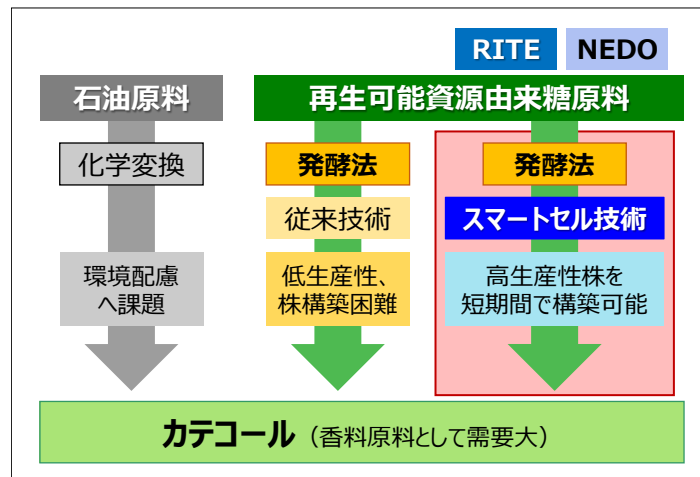 RITE NEDO
石油原料 再生可能資源由来糖原料
化学変換 発酵法 発酵法
従来技術 スマートセル技術
環境配慮
へ課題
低生産性、
株構築困難
高生産性株を
短期間で構築可能
カテコール（香料原料として需要大）